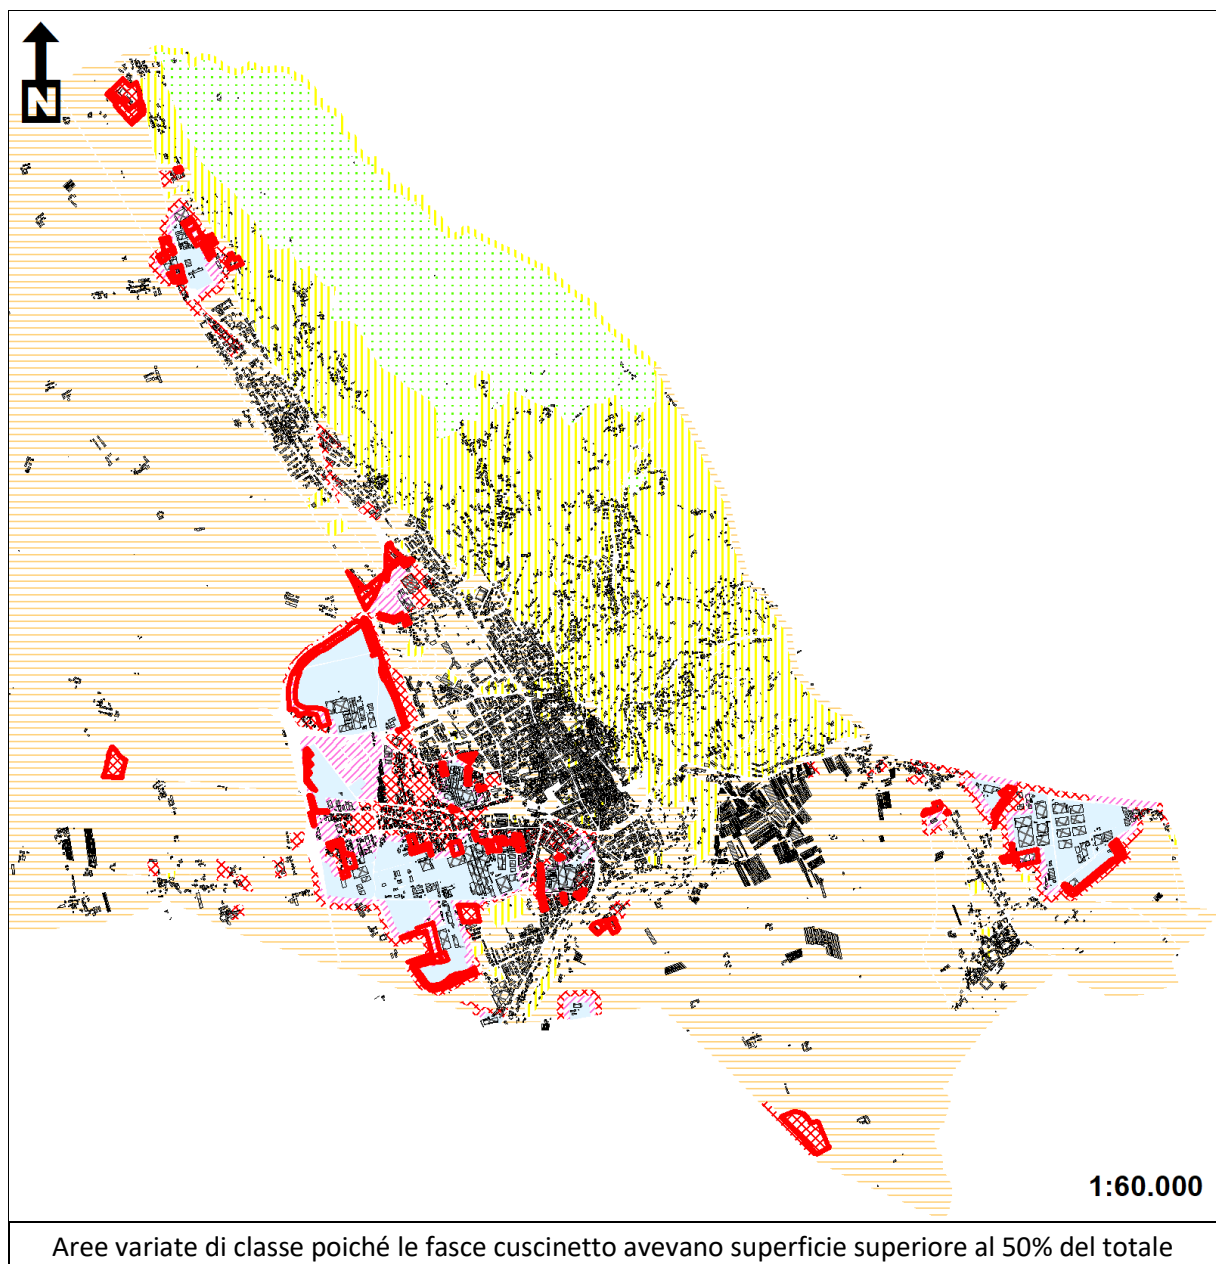 N
1:60.000
Aree variate di classe poiché le fasce cuscinetto avevano superficie superiore al 50% del totale